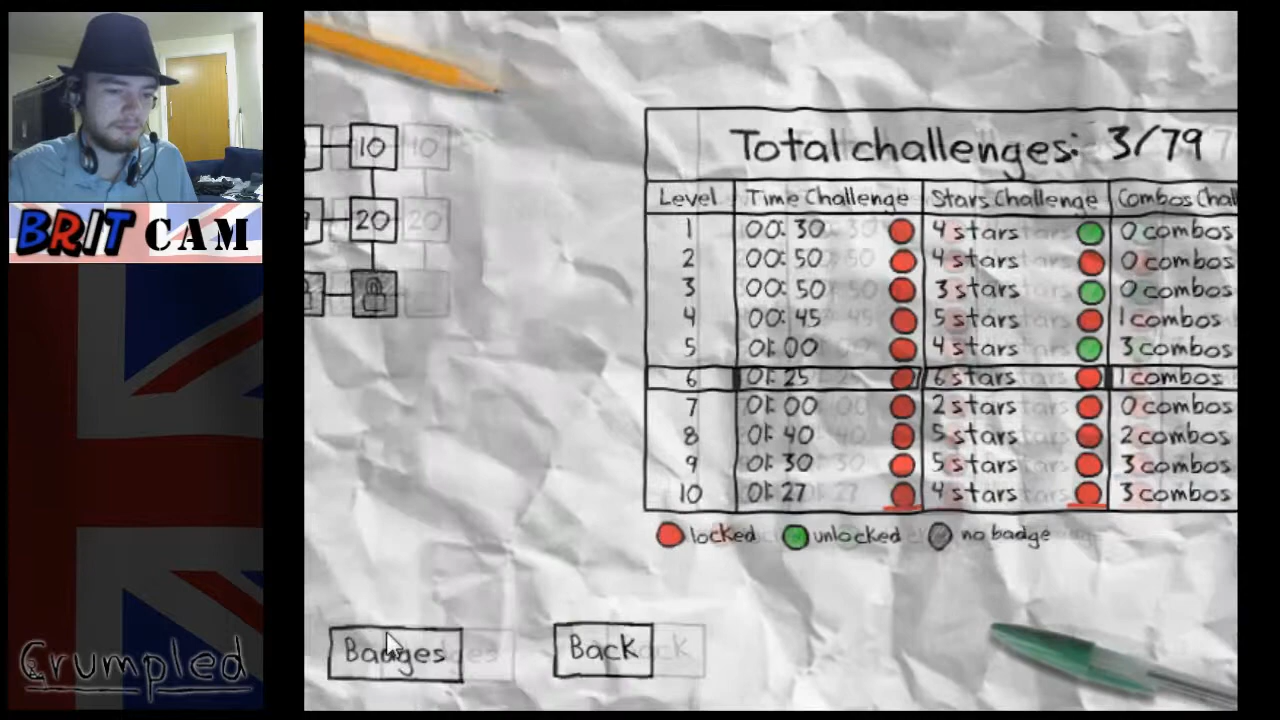 BRIT CAM
Crumpled
10
20
Total challenges: 3/79
Level Time Challenge Stars Challenge Combos Chal
1 00:30 4 stars 0 combos
2 00:50 4 stars 0 combos
3 00:50 3 stars 0 combos
4 00:45 5 stars 1 combos
5 01:00 4 stars 3 combos
6 01:25 6 stars 1 combos
7 01:00 2 stars 0 combos
8 01:40 5 stars 2 combos
9 01:30 5 stars 3 combos
10 01:27 4 stars 3 combos
locked unlocked no badge
Badges Back